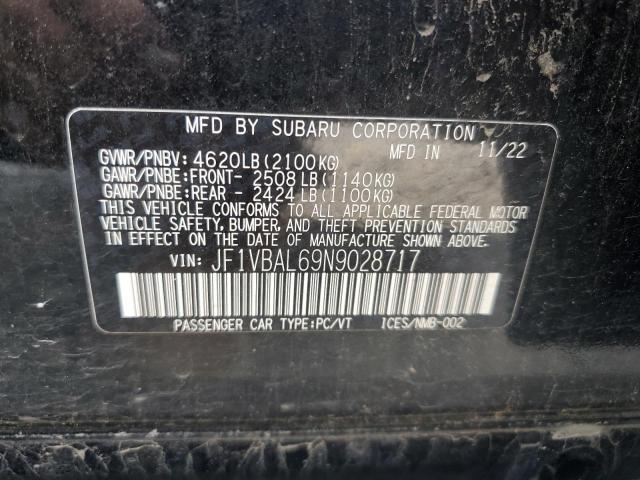 MFD BY SUBARU CORPORATION
GVWR/PNBV: 4620LB(2100KG) MFD IN 11/22
GAWR/PNBE:FRONT- 2508LB(1140KG)
GAWR/PNBE:REAR - 2424LB(1100KG)
THIS VEHICLE CONFORMS TO ALL APPLICABLE FEDERAL MOTOR
VEHICLE SAFETY, BUMPER, AND THEFT PREVENTION STANDARDS
IN EFFECT ON THE DATE OF MANUFACTURE SHOWN ABOVE.
VIN: JF1VBAL69N9028717
PASSENGER CAR TYPE:PC/VT ICES/NMB-002